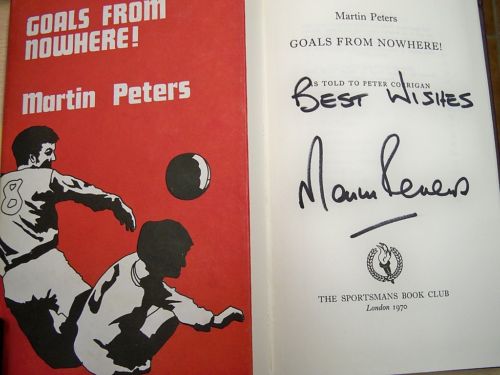 GOALS FROM
NOWHERE!
Martin Peters
8
Martin Peters
GOALS FROM NOWHERE!
AS TOLD TO PETER CORRIGAN
BEST WISHES
Martin Peters
THE SPORTSMANS BOOK CLUB
London 1970